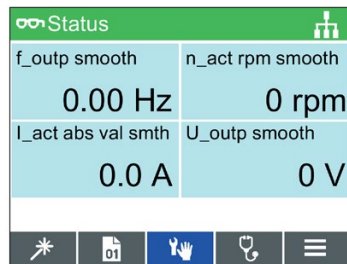 Status
f_outp smooth
0.00 Hz
n_act rpm smooth
0 rpm
I_act abs val smth
0.0 A
U_outp smooth
0 V
01